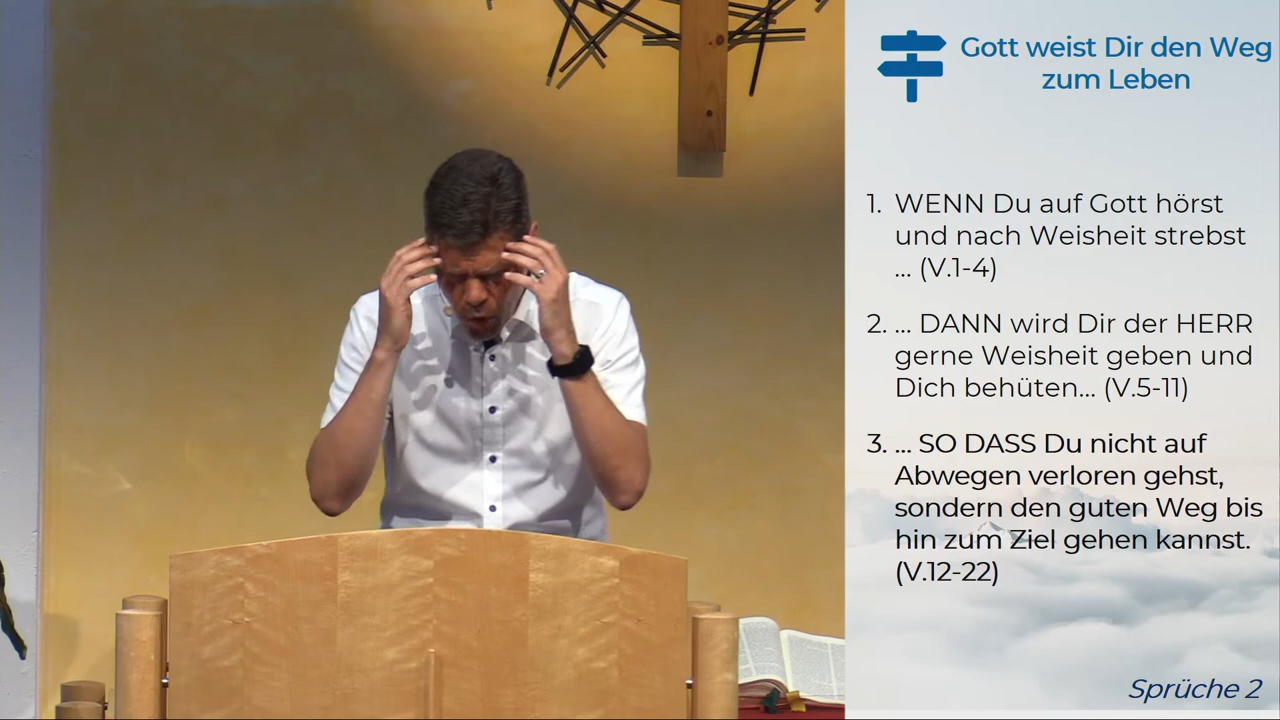 Gott weist Dir den Weg
zum Leben
1. WENN Du auf Gott hörst
und nach Weisheit strebst
... (V.1-4)
2. ... DANN wird Dir der HERR
gerne Weisheit geben und
Dich behüten... (V.5-11)
3. ... SO DASS Du nicht auf
Abwegen verloren gehst,
sondern den guten Weg bis
hin zum Ziel gehen kannst.
(V.12-22)
Sprüche 2